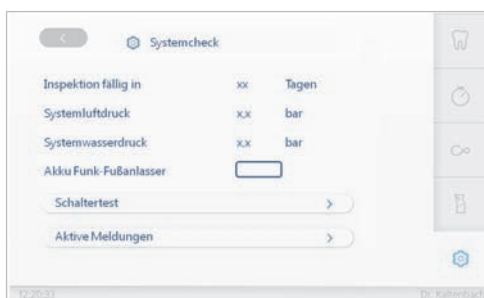 Systemcheck
Inspektion fällig in xx Tagen
Systemluftdruck x,x bar
Systemwasserdruck x,x bar
Akku Funk-Fußanlasser
Schaltertest
Aktive Meldungen
12:20:33 Dr. Kaltenbach